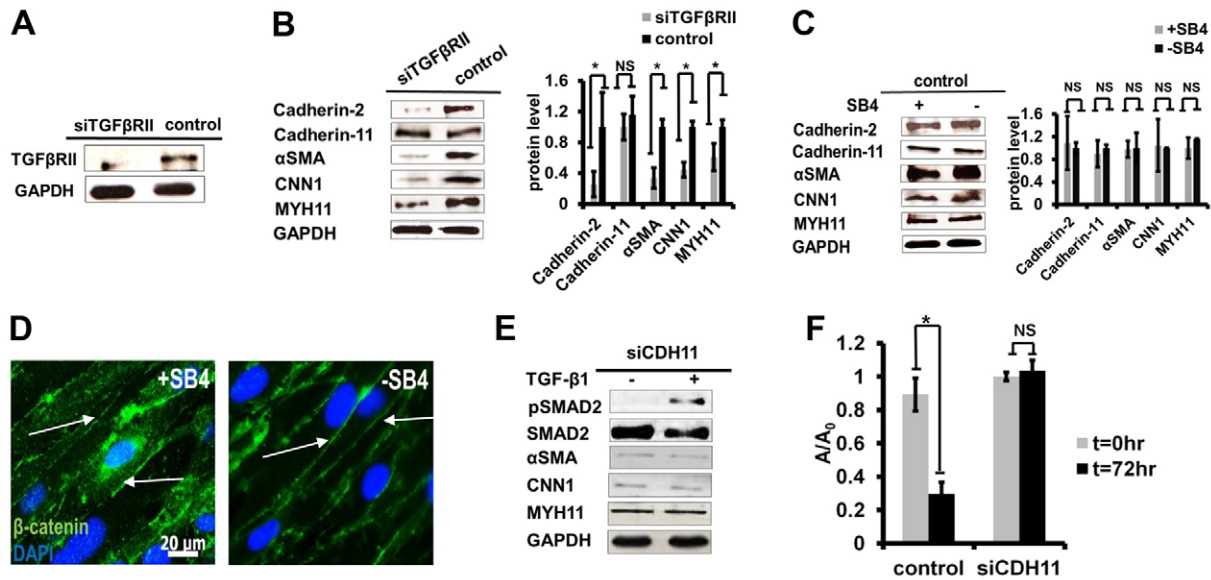 A
siTGFβRII control
TGFβRII
GAPDH
B
siTGFβRII
control
Cadherin-2
Cadherin-11
αSMA
CNN1
MYH11
GAPDH
siTGFβRII
control
* NS * * *
protein level
1.6
1.2
0.8
0.4
0
Cadherin-2
Cadherin-11
αSMA
CNN1
MYH11
C
control
SB4 + -
Cadherin-2
Cadherin-11
αSMA
CNN1
MYH11
GAPDH
+SB4
-SB4
NS NS NS NS NS
protein level
1.6
1.2
0.8
0.4
0
Cadherin-2
Cadherin-11
αSMA
CNN1
MYH11
D
+SB4
β-catenin
DAPI
20 μm
-SB4
E
siCDH11
TGF-β1 - +
pSMAD2
SMAD2
αSMA
CNN1
MYH11
GAPDH
F
* NS
A/A0
1.2
1
0.8
0.6
0.4
0.2
0
t=0hr
t=72hr
control siCDH11